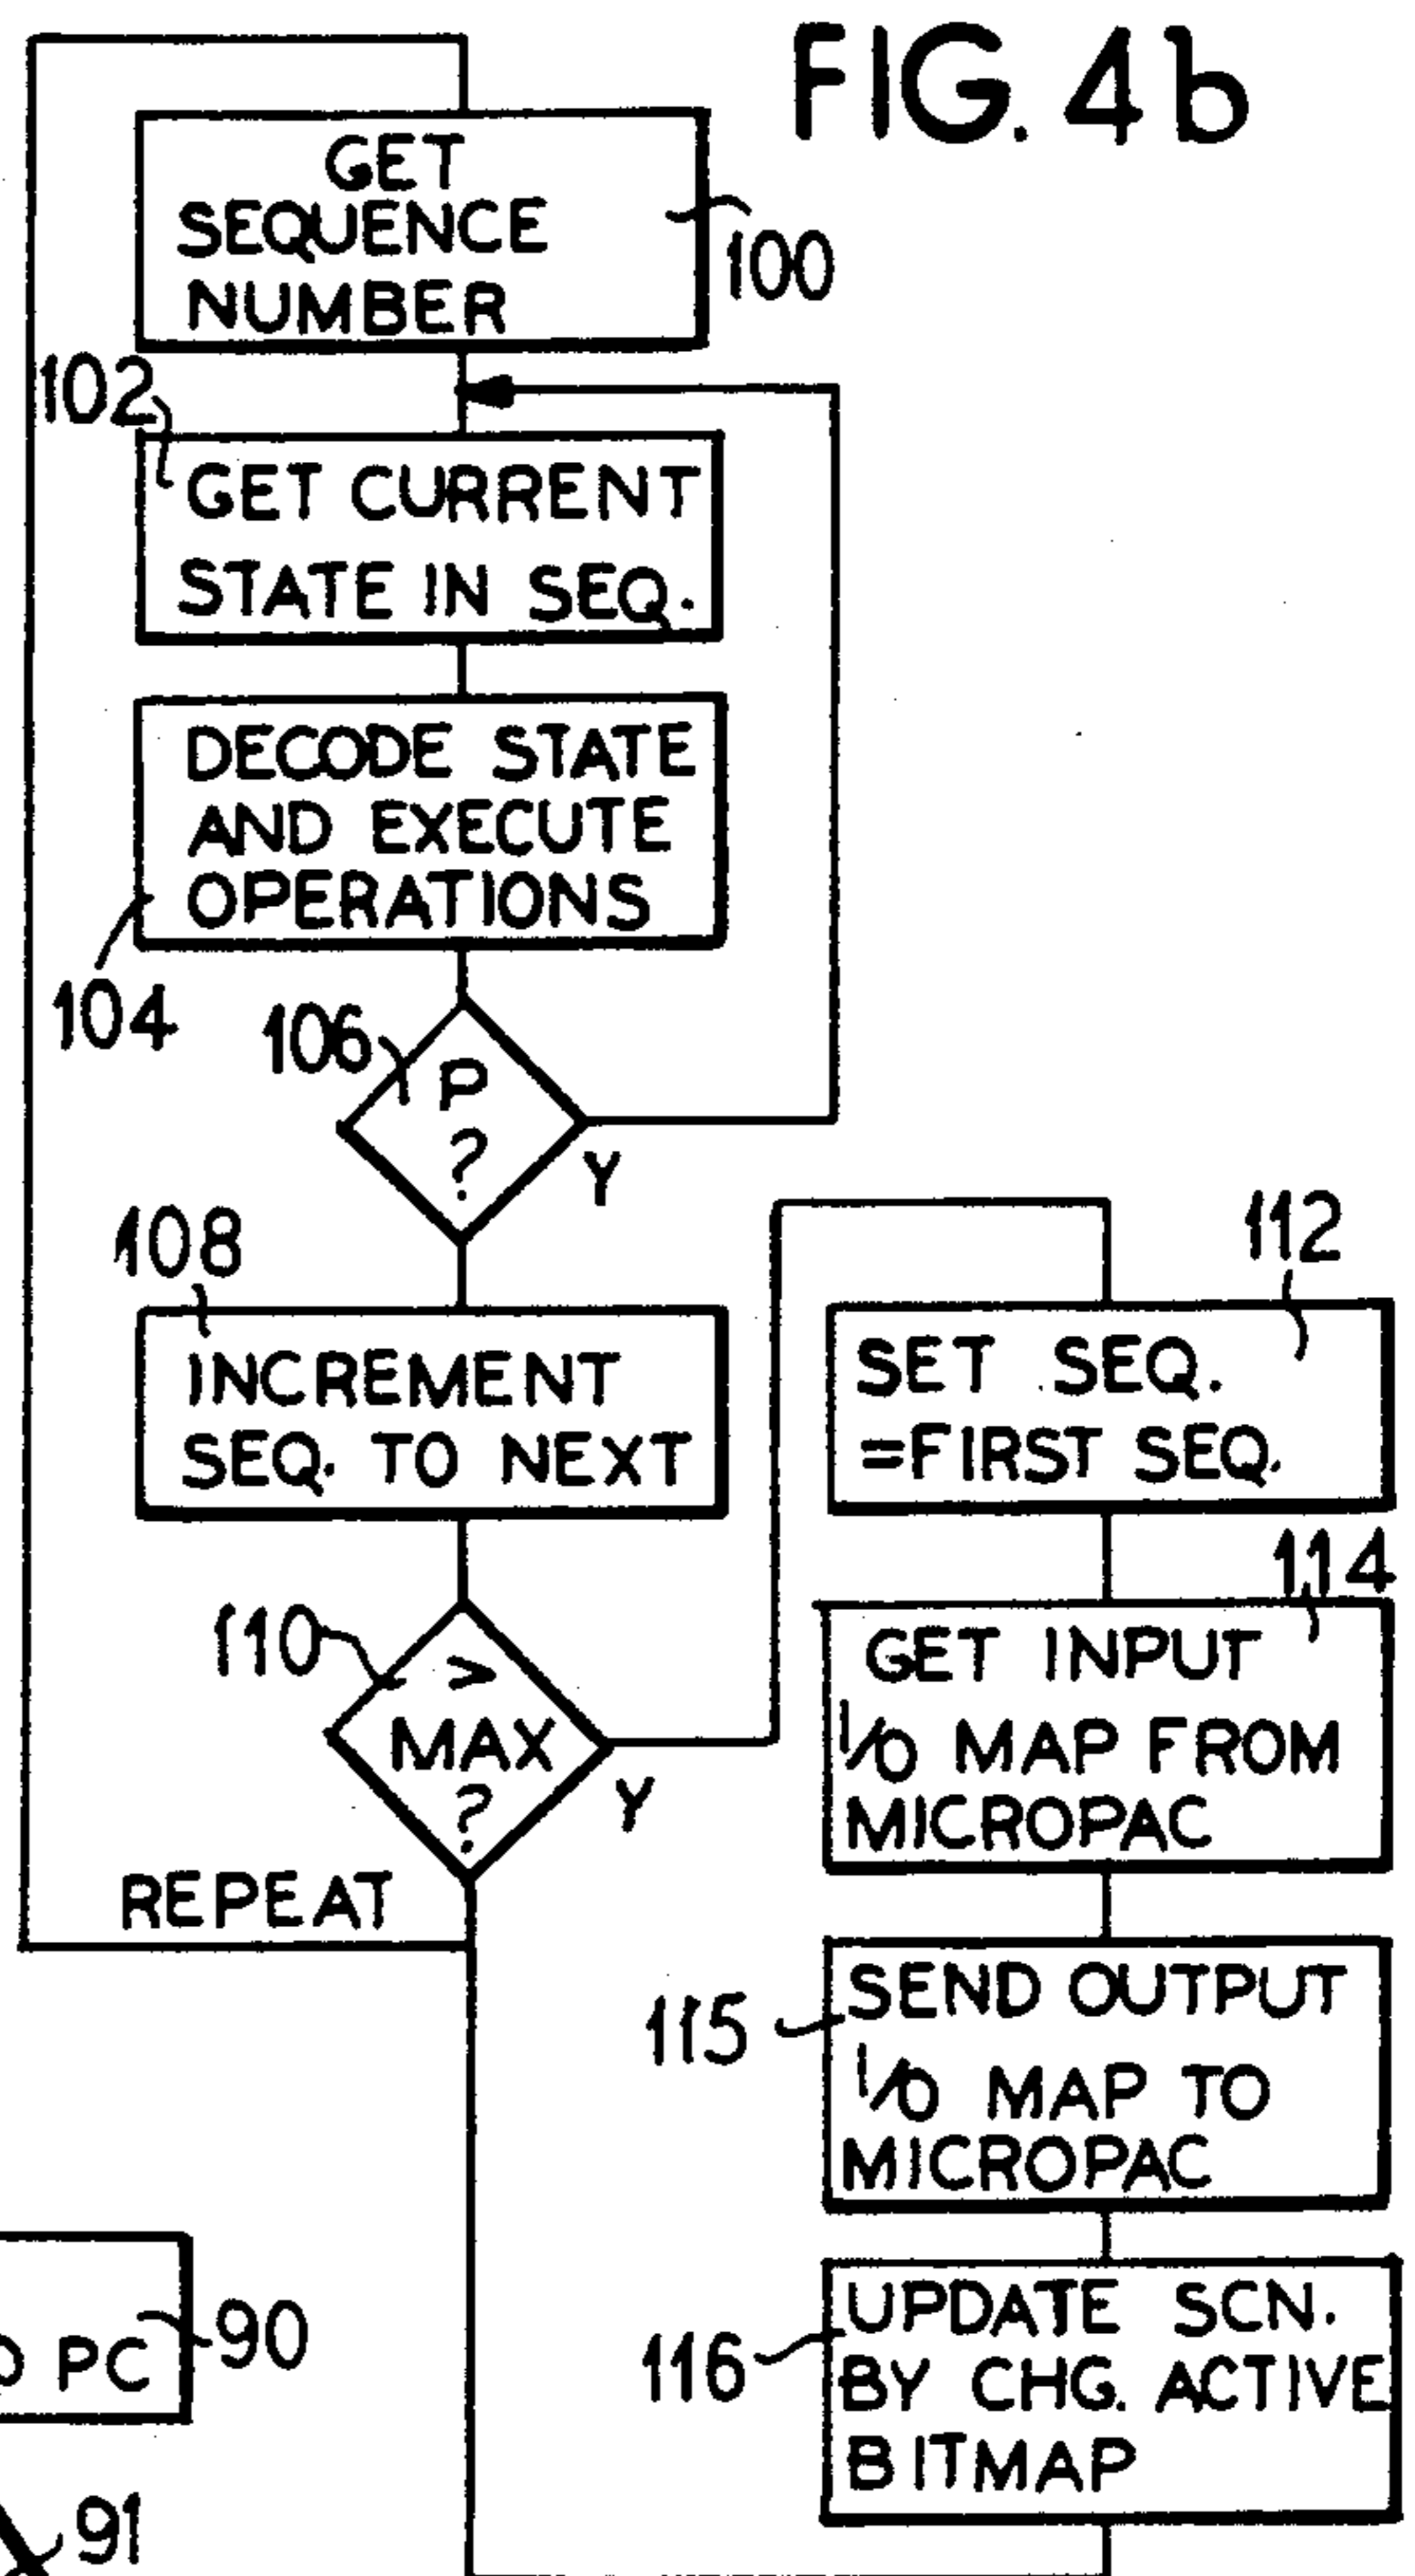 FIG. 4b
GET
SEQUENCE
NUMBER
100
102
GET CURRENT
STATE IN SEQ.
DECODE STATE
AND EXECUTE
OPERATIONS
104
106
P
?
Y
108
INCREMENT
SEQ. TO NEXT
110
>
MAX
?
Y
REPEAT
112
SET SEQ.
=FIRST SEQ.
114
GET INPUT
I/O MAP FROM
MICROPAC
115
SEND OUTPUT
I/O MAP TO
MICROPAC
116
UPDATE SCN.
BY CHG. ACTIVE
BITMAP
PC
90
91